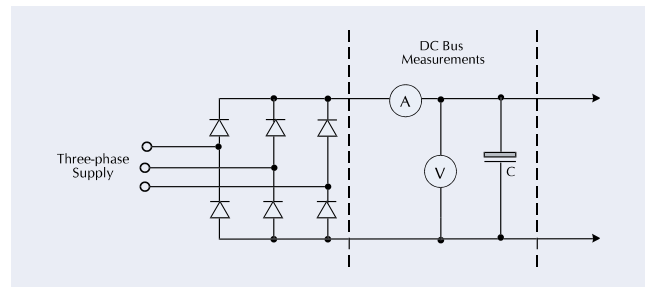 DC Bus
Measurements
A
Three-phase
Supply
V
C